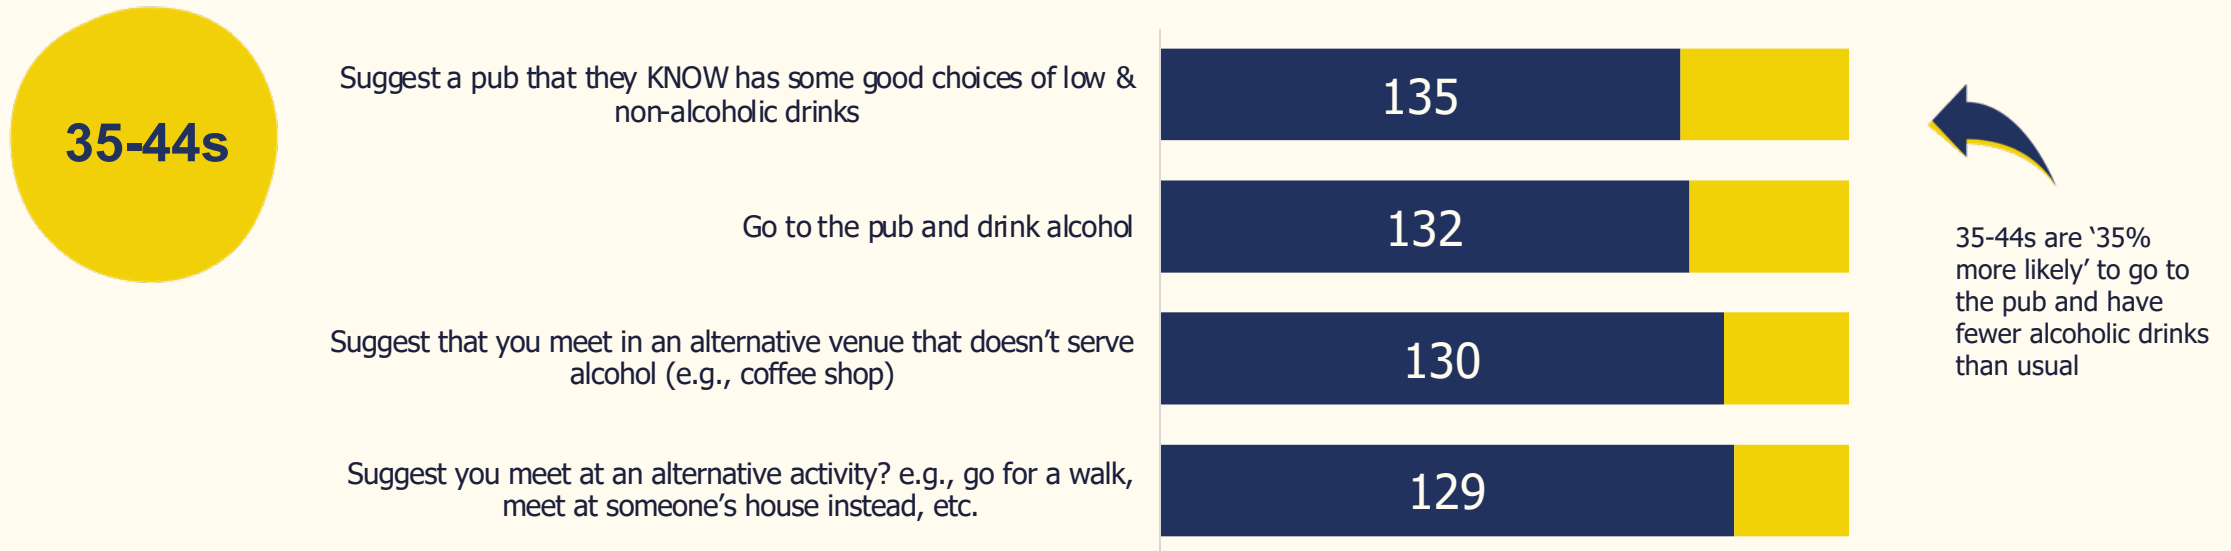 35-44s
Suggest a pub that they KNOW has some good choices of low &
non-alcoholic drinks
135
Go to the pub and drink alcohol
132
Suggest that you meet in an alternative venue that doesn’t serve
alcohol (e.g., coffee shop)
130
Suggest you meet at an alternative activity? e.g., go for a walk,
meet at someone’s house instead, etc.
129
35-44s are ‘35%
more likely’ to go to
the pub and have
fewer alcoholic drinks
than usual